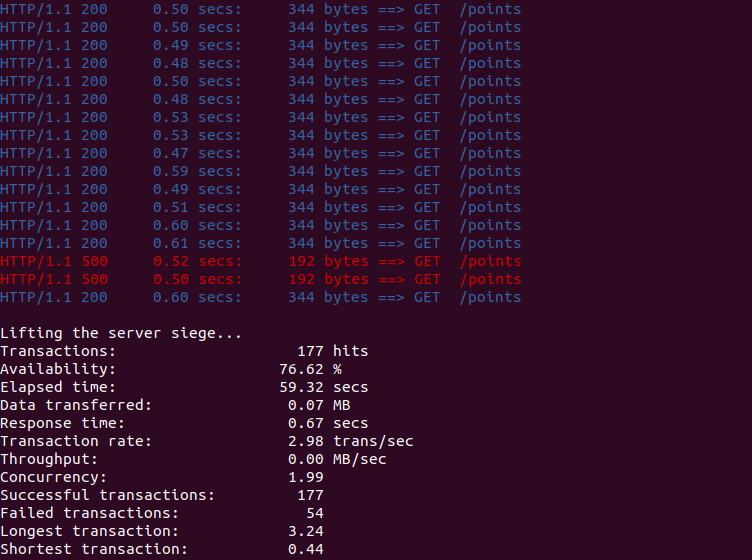 HTTP/1.1 200     0.50 secs:     344 bytes ==> GET  /points
HTTP/1.1 200     0.50 secs:     344 bytes ==> GET  /points
HTTP/1.1 200     0.49 secs:     344 bytes ==> GET  /points
HTTP/1.1 200     0.48 secs:     344 bytes ==> GET  /points
HTTP/1.1 200     0.50 secs:     344 bytes ==> GET  /points
HTTP/1.1 200     0.48 secs:     344 bytes ==> GET  /points
HTTP/1.1 200     0.53 secs:     344 bytes ==> GET  /points
HTTP/1.1 200     0.53 secs:     344 bytes ==> GET  /points
HTTP/1.1 200     0.47 secs:     344 bytes ==> GET  /points
HTTP/1.1 200     0.59 secs:     344 bytes ==> GET  /points
HTTP/1.1 200     0.49 secs:     344 bytes ==> GET  /points
HTTP/1.1 200     0.51 secs:     344 bytes ==> GET  /points
HTTP/1.1 200     0.60 secs:     344 bytes ==> GET  /points
HTTP/1.1 200     0.61 secs:     344 bytes ==> GET  /points
HTTP/1.1 500     0.52 secs:     192 bytes ==> GET  /points
HTTP/1.1 500     0.50 secs:     192 bytes ==> GET  /points
HTTP/1.1 200     0.60 secs:     344 bytes ==> GET  /points

Lifting the server siege...
Transactions:                    177 hits
Availability:                  76.62 %
Elapsed time:                  59.32 secs
Data transferred:               0.07 MB
Response time:                  0.67 secs
Transaction rate:               2.98 trans/sec
Throughput:                     0.00 MB/sec
Concurrency:                    1.99
Successful transactions:         177
Failed transactions:              54
Longest transaction:            3.24
Shortest transaction:           0.44